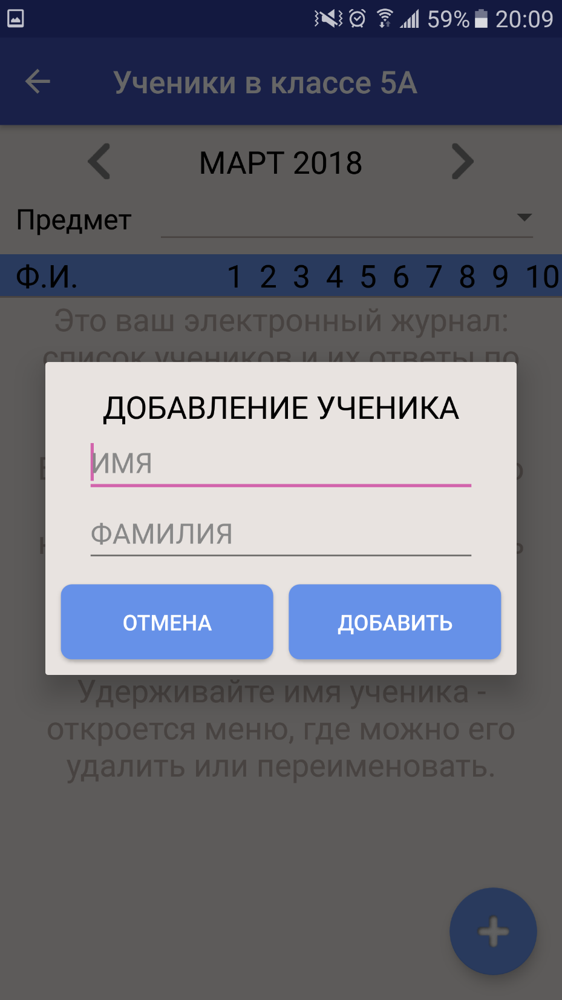 59% 20:09
Ученики в классе 5А
МАРТ 2018
Предмет
Ф.И. 1 2 3 4 5 6 7 8 9 10
Это ваш электронный журнал:
список учеников и их ответы по
ДОБАВЛЕНИЕ УЧЕНИКА
ИМЯ
ФАМИЛИЯ
ОТМЕНА ДОБАВИТЬ
Удерживайте имя ученика -
откроется меню, где можно его
удалить или переименовать.